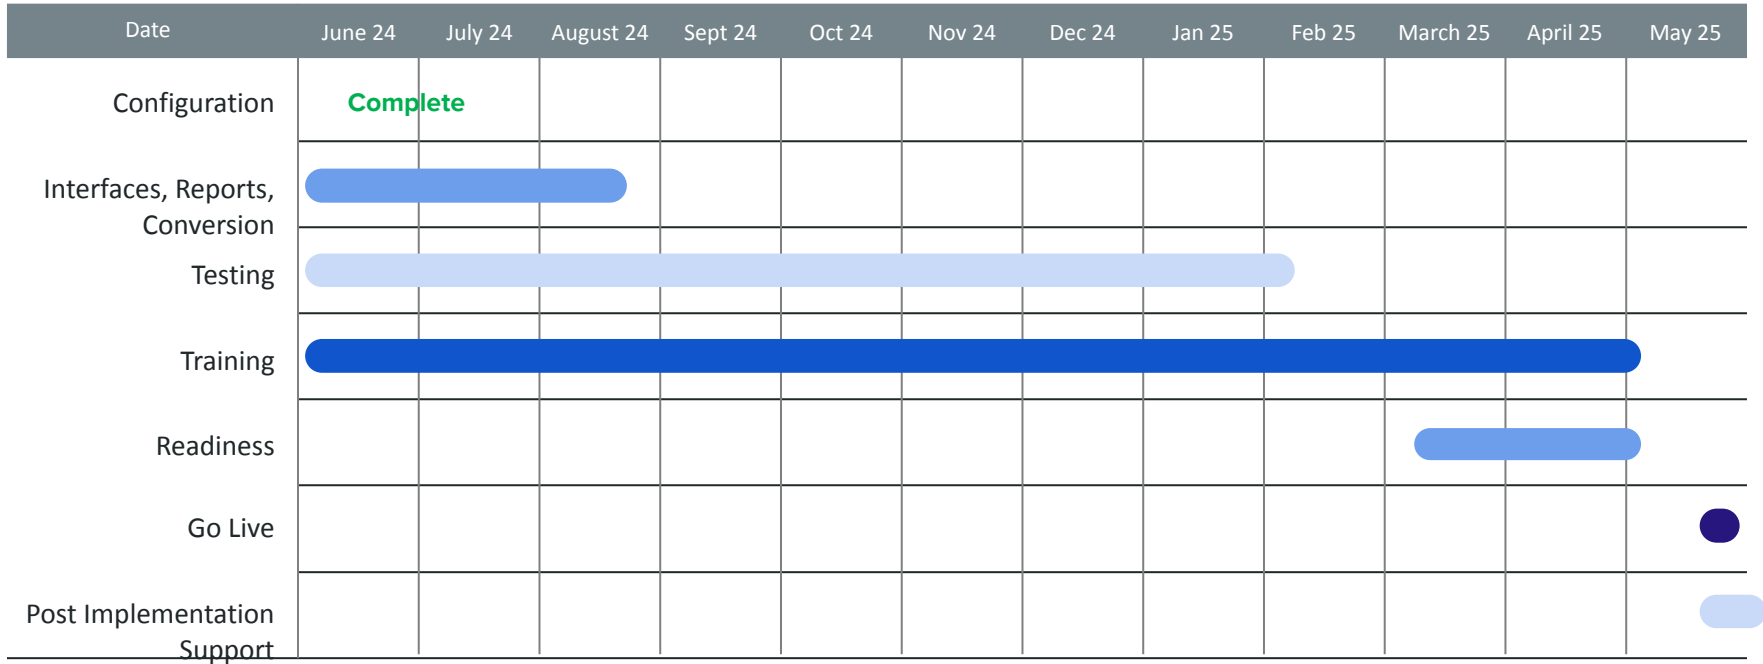 Date June 24 July 24 August 24 Sept 24 Oct 24 Nov 24 Dec 24 Jan 25 Feb 25 March 25 April 25 May 25
Configuration Complete
Interfaces, Reports,
Conversion
Testing
Training
Readiness
Go Live
Post Implementation
Support